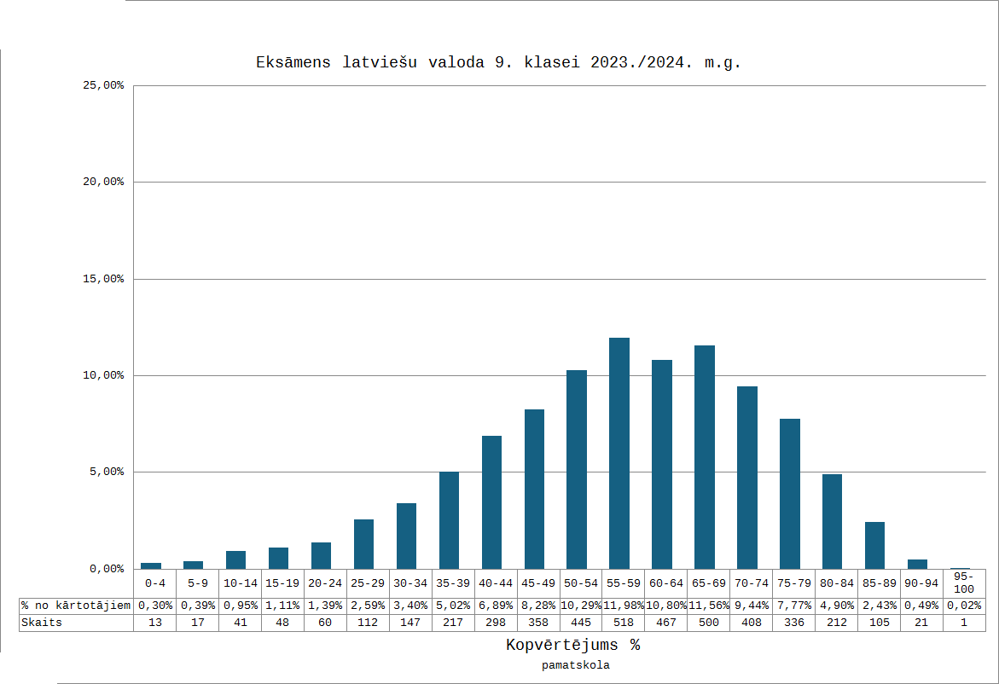 Eksāmens latviešu valoda 9. klasei 2023./2024. m.g.
25,00%
20,00%
15,00%
10,00%
5,00%
0,00%
0-4 5-9 10-14 15-19 20-24 25-29 30-34 35-39 40-44 45-49 50-54 55-59 60-64 65-69 70-74 75-79 80-84 85-89 90-94 95-
100
% no kārtotājiem 0,30% 0,39% 0,95% 1,11% 1,39% 2,59% 3,40% 5,02% 6,89% 8,28% 10,29% 11,98% 10,80% 11,56% 9,44% 7,77% 4,90% 2,43% 0,49% 0,02%
Skaits 13 17 41 48 60 112 147 217 298 358 445 518 467 500 408 336 212 105 21 1
Kopvērtējums %
pamatskola